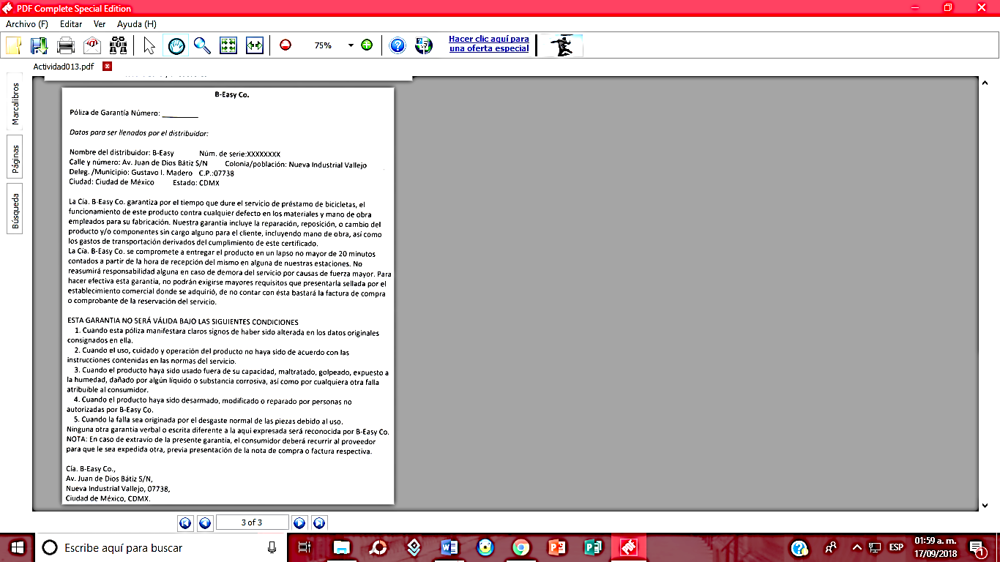 PDF Complete Special Edition
Archivo (F) Editar Ver Ayuda (H)
75%
Hacer clic aquí para
una oferta especial
Actividad013.pdf
Marcalibros
Páginas
Búsqueda
B-Easy Co.
Póliza de Garantía Número: _________
Datos para ser llenados por el distribuidor:
Nombre del distribuidor: B-Easy Núm. de serie:XXXXXXXX
Calle y número: Av. Juan de Dios Bátiz S/N Colonia/población: Nueva Industrial Vallejo
Deleg. /Municipio: Gustavo I. Madero C.P.:07738
Ciudad: Ciudad de México Estado: CDMX
La Cía. B-Easy Co. garantiza por el tiempo que dure el servicio de préstamo de bicicletas, el
funcionamiento de este producto contra cualquier defecto en los materiales y mano de obra
empleados para su fabricación. Nuestra garantía incluye la reparación, reposición, o cambio del
producto y/o componentes sin cargo alguno para el cliente, incluyendo mano de obra, así como
los gastos de transportación derivados del cumplimiento de este certificado.
La Cía. B-Easy Co. se compromete a entregar el producto en un lapso no mayor de 20 minutos
contados a partir de la hora de recepción del mismo en alguna de nuestras estaciones. No
reasumirá responsabilidad alguna en caso de demora del servicio por causas de fuerza mayor. Para
hacer efectiva esta garantía, no podrán exigirse mayores requisitos que presentarla sellada por el
establecimiento comercial donde se adquirió, de no contar con ésta bastará la factura de compra
o comprobante de la reservación del servicio.
ESTA GARANTIA NO SERÁ VÁLIDA BAJO LAS SIGUIENTES CONDICIONES
1. Cuando esta póliza manifestara claros signos de haber sido alterada en los datos originales
consignados en ella.
2. Cuando el uso, cuidado y operación del producto no haya sido de acuerdo con las
instrucciones contenidas en las normas del servicio.
3. Cuando el producto haya sido usado fuera de su capacidad, maltratado, golpeado, expuesto a
la humedad, dañado por algún líquido o substancia corrosiva, así como por cualquiera otra falla
atribuible al consumidor.
4. Cuando el producto haya sido desarmado, modificado o reparado por personas no
autorizadas por B-Easy Co.
5. Cuando la falla sea originada por el desgaste normal de las piezas debido al uso.
Ninguna otra garantía verbal o escrita diferente a la aquí expresada será reconocida por B-Easy Co.
NOTA: En caso de extravío de la presente garantía, el consumidor deberá recurrir al proveedor
para que le sea expedida otra, previa presentación de la nota de compra o factura respectiva.
Cía. B-Easy Co.,
Av. Juan de Dios Bátiz S/N,
Nueva Industrial Vallejo, 07738,
Ciudad de México, CDMX.
3 of 3
Escribe aquí para buscar
ESP
01:59 a. m.
17/09/2018
1